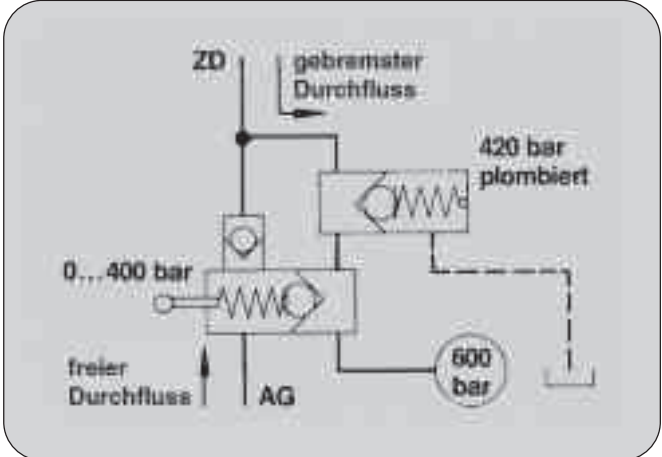 ZD
gebremster
Durchfluss
420 bar
plombiert
0...400 bar
freier
Durchfluss
AG
600
bar